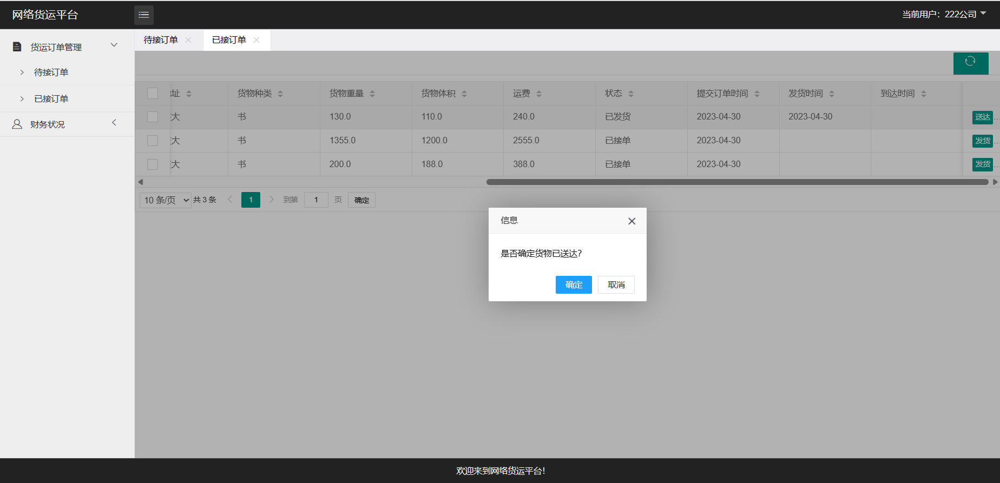 网络货运平台
当前用户：222公司
货运订单管理
待接订单
已接订单
财务状况
待接订单 已接订单
址 货物种类 货物重量 货物体积 运费 状态 提交订单时间 发货时间 到达时间
大 书 130.0 110.0 240.0 已发货 2023-04-30 2023-04-30 送达 ...
大 书 1355.0 1200.0 2555.0 已接单 2023-04-30 发货 ...
大 书 200.0 188.0 388.0 已接单 2023-04-30 发货 ...
10 条/页 共 3 条 1 到第 1 页 确定
信息
是否确定货物已送达?
确定 取消
欢迎来到网络货运平台!